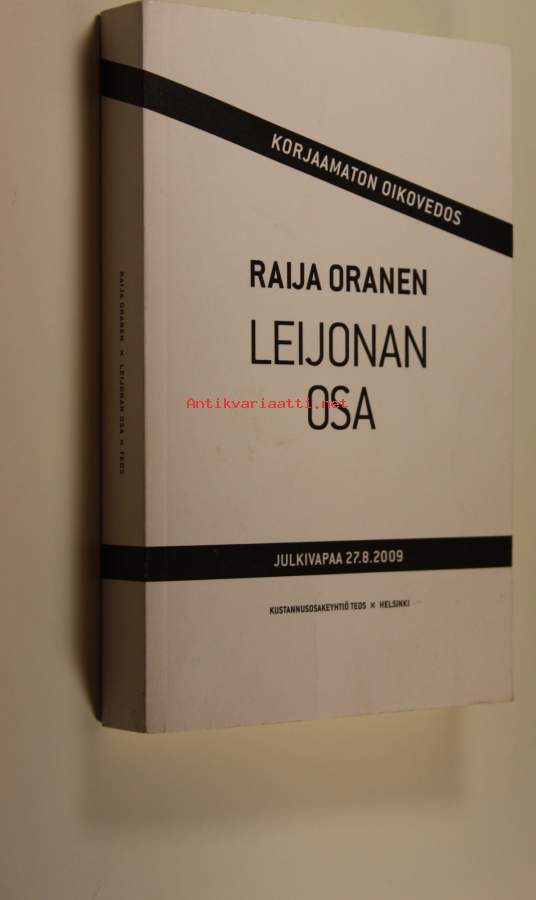 KORJAAMATON OIKOVEDOS
RAIJA ORANEN
LEIJONAN
OSA
Antikvariaatti.net
JULKIVAPAA 27.8.2009
KUSTANNUSOSAKEYHTIÖ TEOS × HELSINKI
RAIJA ORANEN × LEIJONAN OSA × TEOS